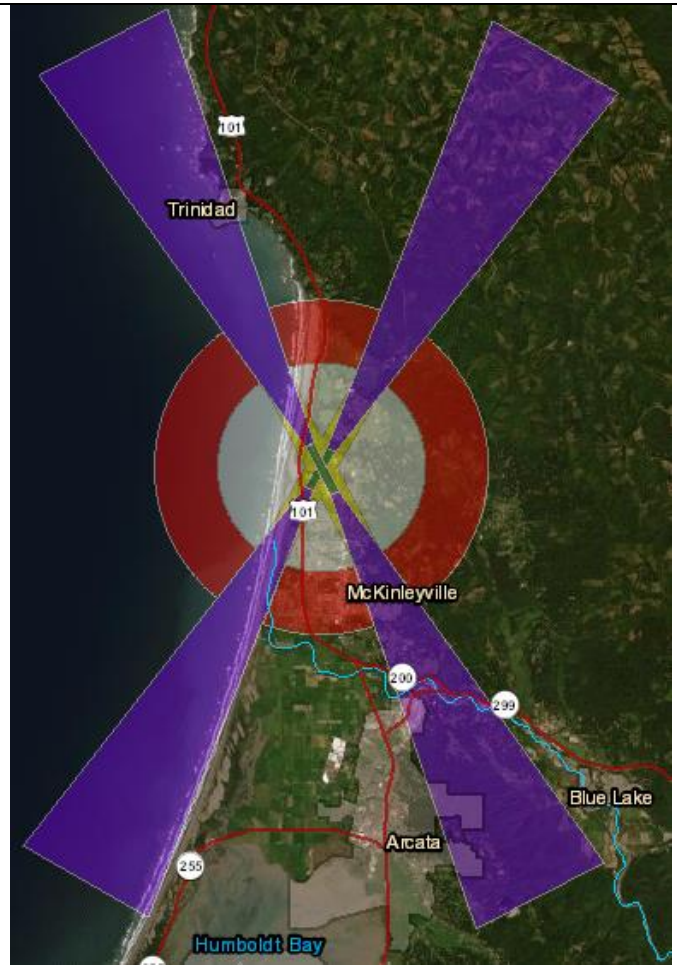 101
Trinidad
101
McKinleyville
200
299
Blue Lake
Arcata
255
Humboldt Bay